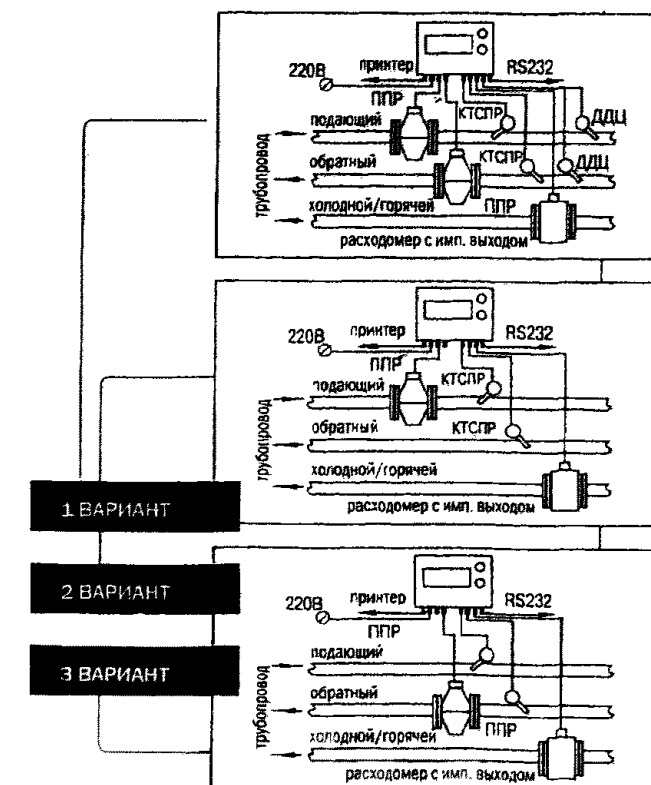 принтер
RS232
220В
ППР
подающий
КТСПР
ДДЦ
обратный
КТСПР
ДДЦ
трубопровод
холодной/горячей
ППР
расходомер с имп. выходом
принтер
RS232
220В
ППР
подающий
КТСПР
обратный
КТСПР
трубопровод
холодной/горячей
расходомер с имп. выходом
1 ВАРИАНТ
2 ВАРИАНТ
3 ВАРИАНТ
принтер
RS232
220В
ППР
подающий
обратный
ППР
трубопровод
холодной/горячей
расходомер с имп. выходом